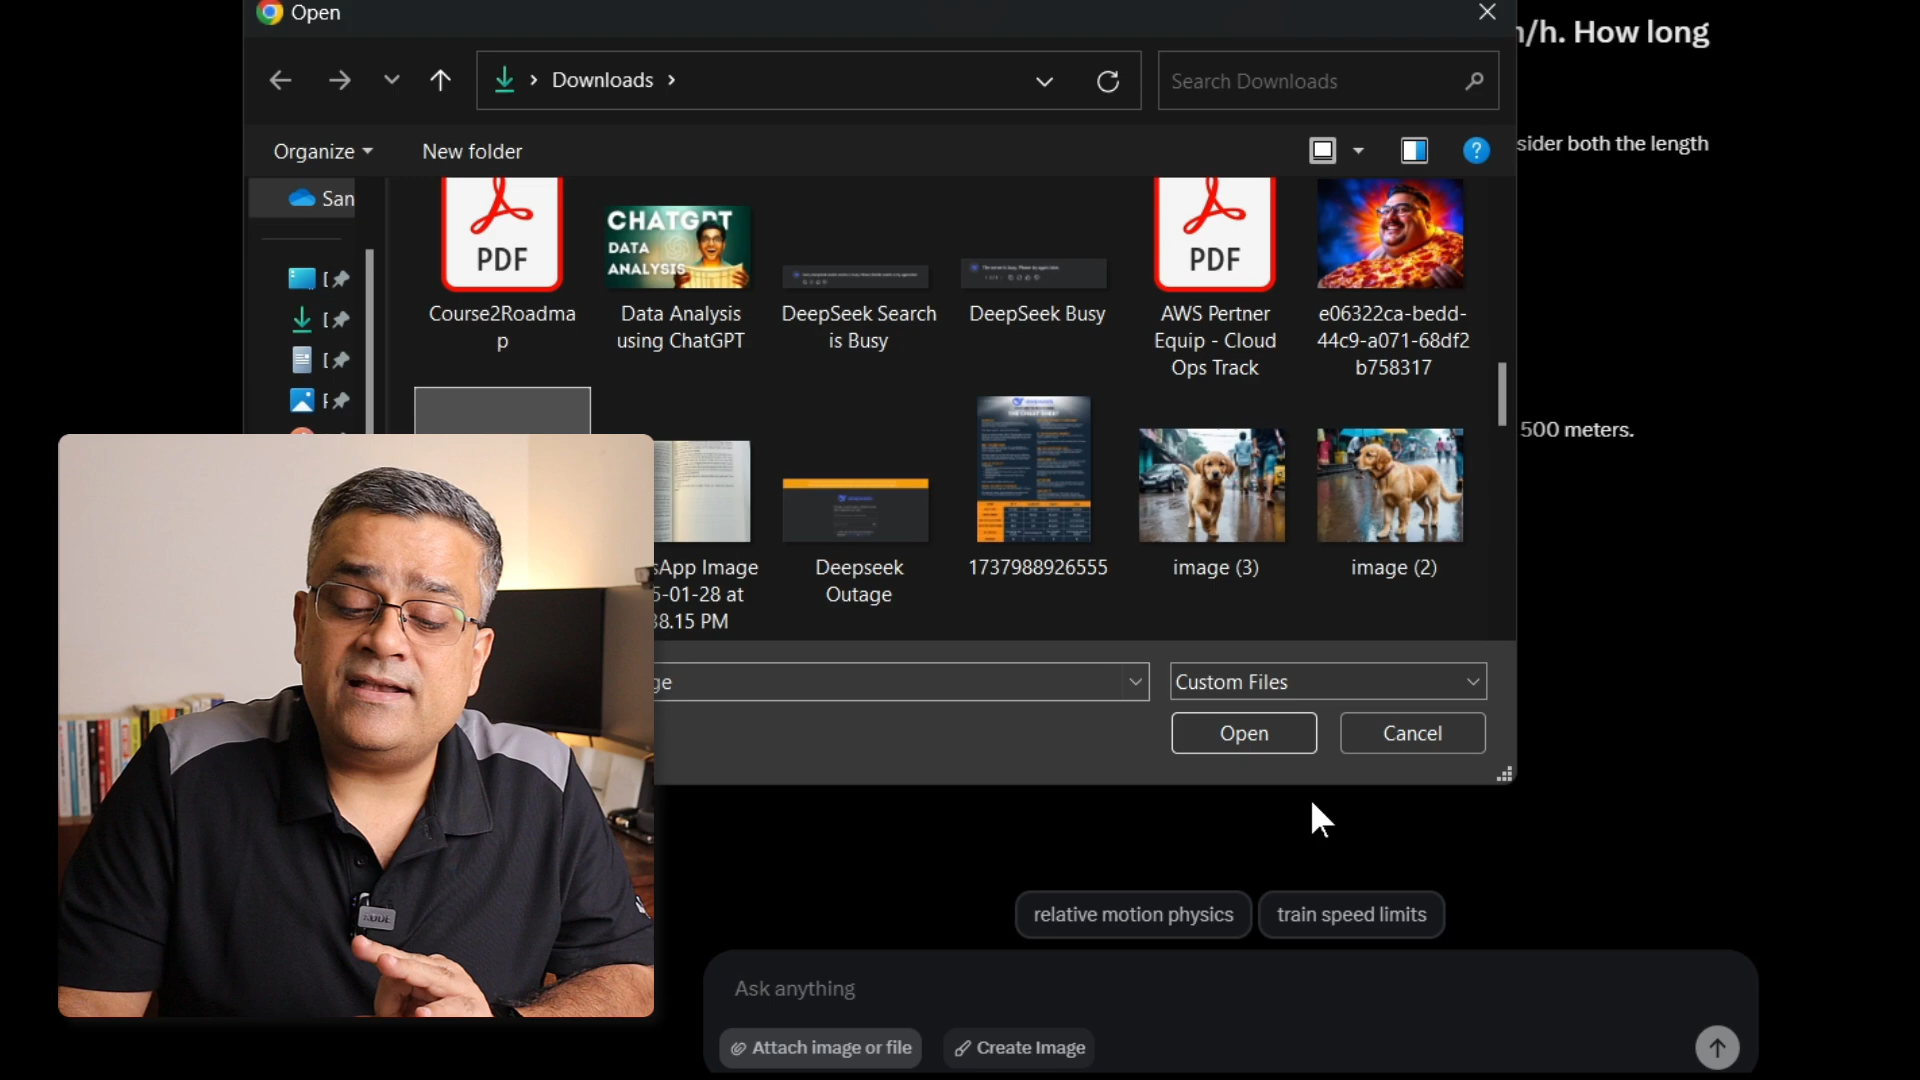 Open
n/h. How long
Downloads
Search Downloads
Organize
New folder
sider both the length
San
PDF
CHATGPT
DATA
ANALYSIS
PDF
Course2Roadma
p
Data Analysis
using ChatGPT
DeepSeek Search
is Busy
DeepSeek Busy
AWS Pertner
Equip - Cloud
Ops Track
e06322ca-bedd-
44c9-a071-68df2
b758317
500 meters.
sApp Image
5-01-28 at
38.15 PM
Deepseek
Outage
1737988926555
image (3)
image (2)
ge
Custom Files
Open
Cancel
RODE
relative motion physics
train speed limits
Ask anything
Attach image or file
Create Image